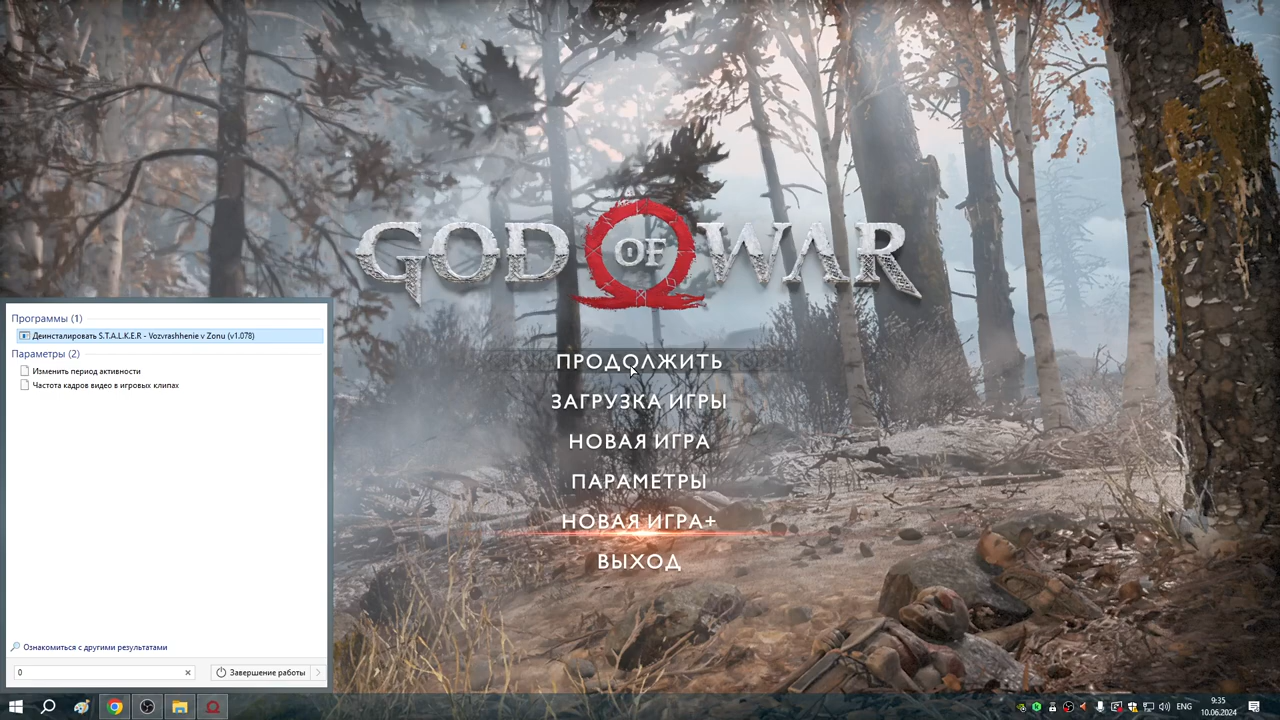 GOD OF WAR
ПРОДОЛЖИТЬ
ЗАГРУЗКА ИГРЫ
НОВАЯ ИГРА
ПАРАМЕТРЫ
НОВАЯ ИГРА+
ВЫХОД
Программы (1)
Деинсталировать S.T.A.L.K.E.R - Vozvrashhenie v Zonu (v1.078)
Параметры (2)
Изменить период активности
Частота кадров видео в игровых клипах
Ознакомиться с другими результатами
0
Завершение работы
ENG
9:35
10.06.2024